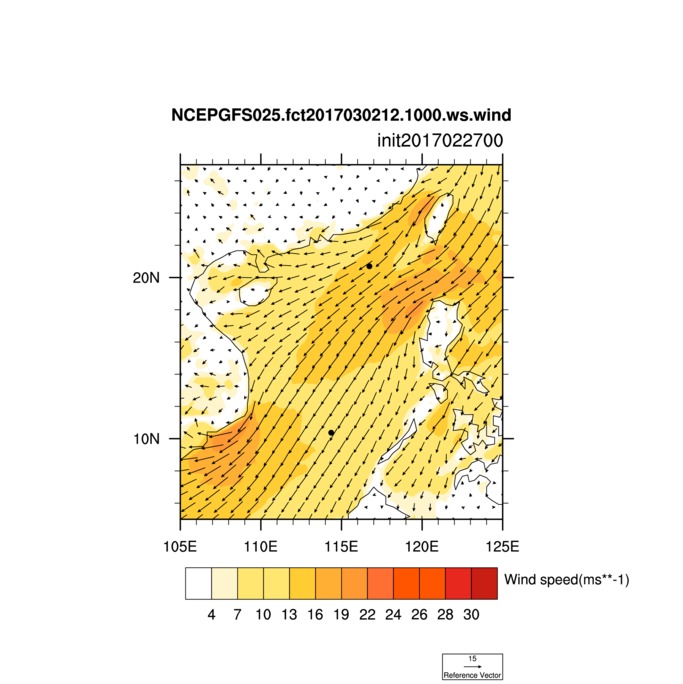 NCEPGFS025.fct2017030212.1000.ws.wind
init2017022700
20N
10N
105E 110E 115E 120E 125E
Wind speed(ms**-1)
4 7 10 13 16 19 22 24 26 28 30
15
Reference Vector